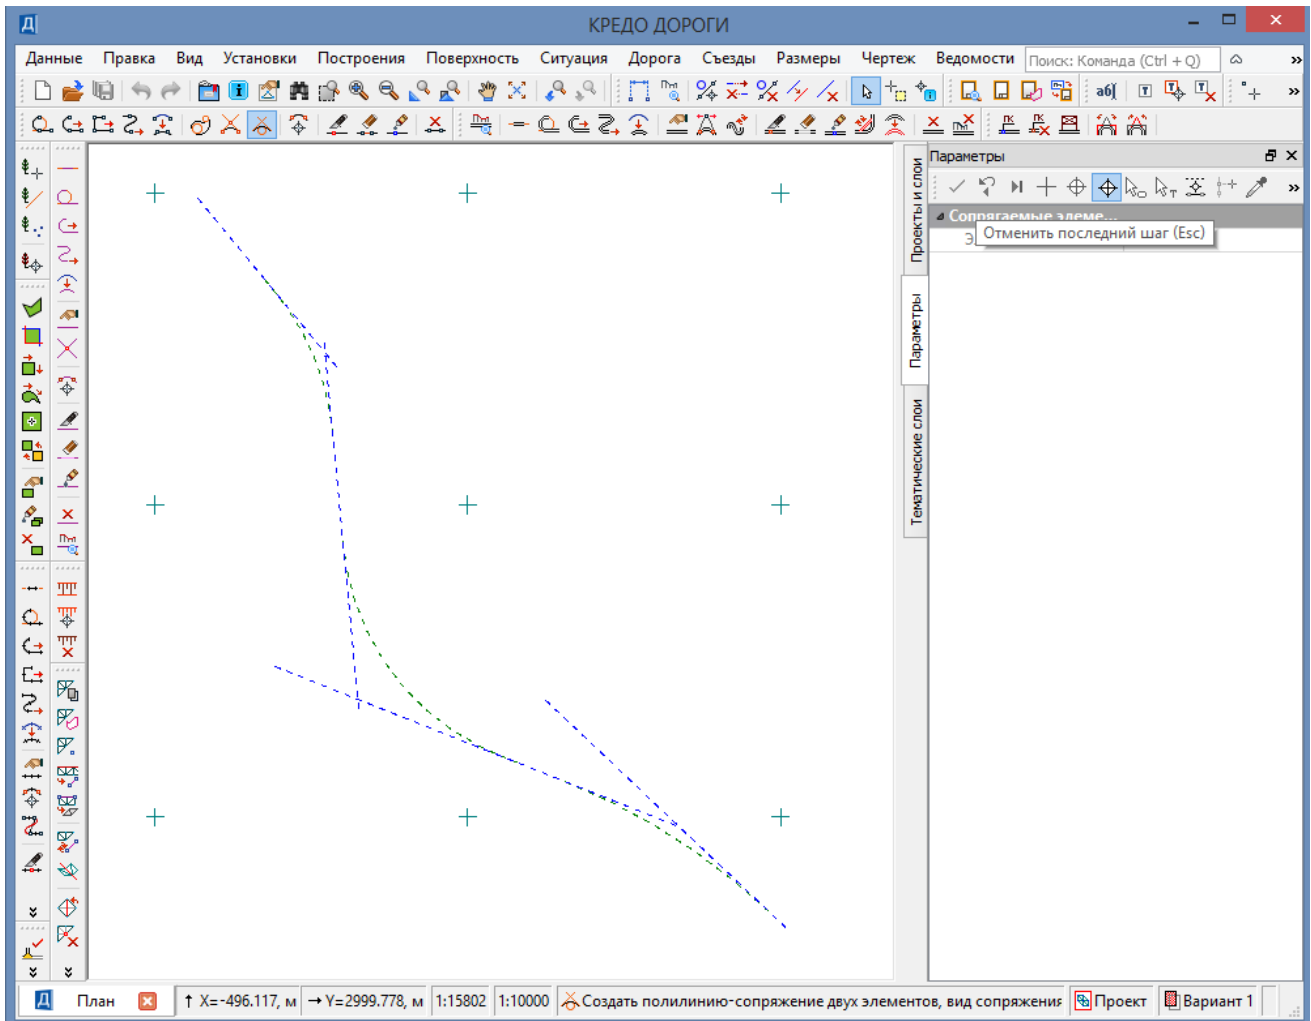 КРЕДО ДОРОГИ
Данные Правка Вид Установки Построения Поверхность Ситуация Дорога Съезды Размеры Чертеж Ведомости Поиск: Команда (Ctrl + Q)
абſ
Параметры
Сопрягаемые элеме...
Отменить последний шаг (Esc)
Проекты и слои
Параметры
Тематические слои
План X=-496.117, м Y=2999.778, м 1:15802 1:10000 Создать полилинию-сопряжение двух элементов, вид сопряжения Проект Вариант 1